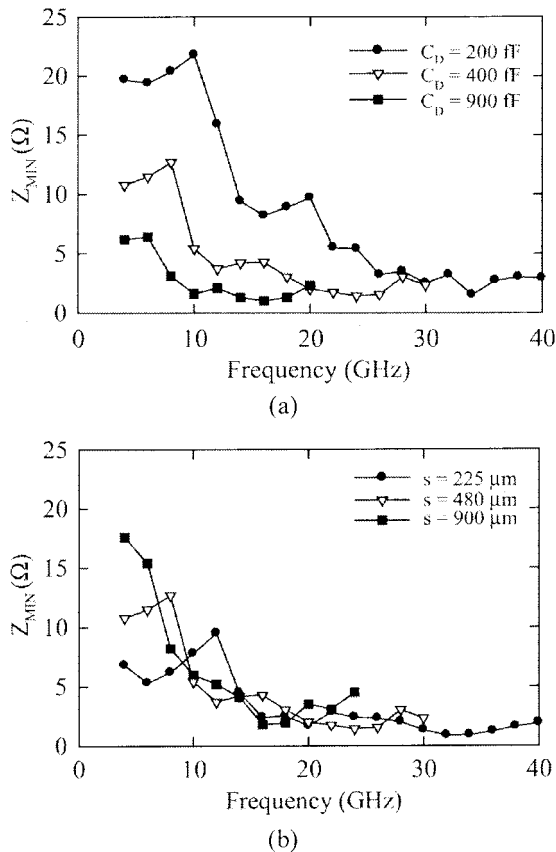 25
20
15
10
5
0
Z_MIN (Ω)
C_D = 200 fF
C_D = 400 fF
C_D = 900 fF
0 10 20 30 40
Frequency (GHz)
(a)
25
20
15
10
5
0
Z_MIN (Ω)
s = 225 μm
s = 480 μm
s = 900 μm
0 10 20 30 40
Frequency (GHz)
(b)